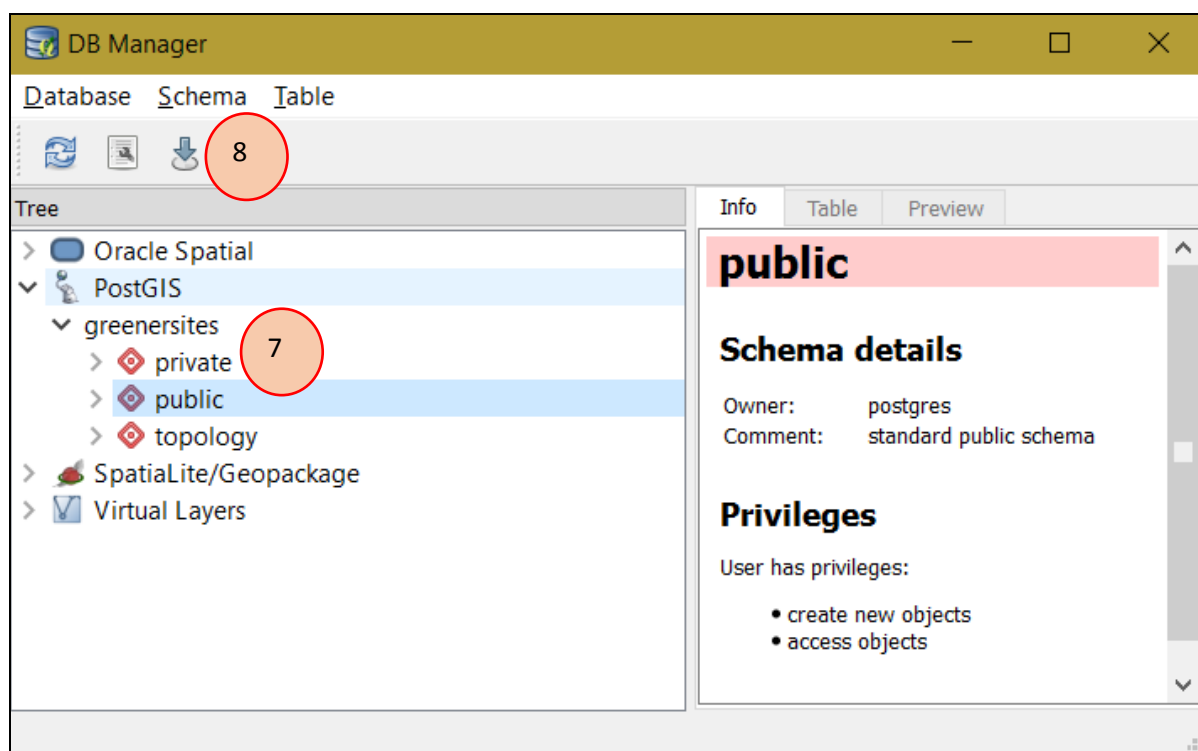 DB Manager
Database Schema Table
8
Tree
Oracle Spatial
PostGIS
greenersites
7
private
public
topology
SpatiaLite/Geopackage
Virtual Layers
Info Table Preview
public
Schema details
Owner: postgres
Comment: standard public schema
Privileges
User has privileges:
• create new objects
• access objects